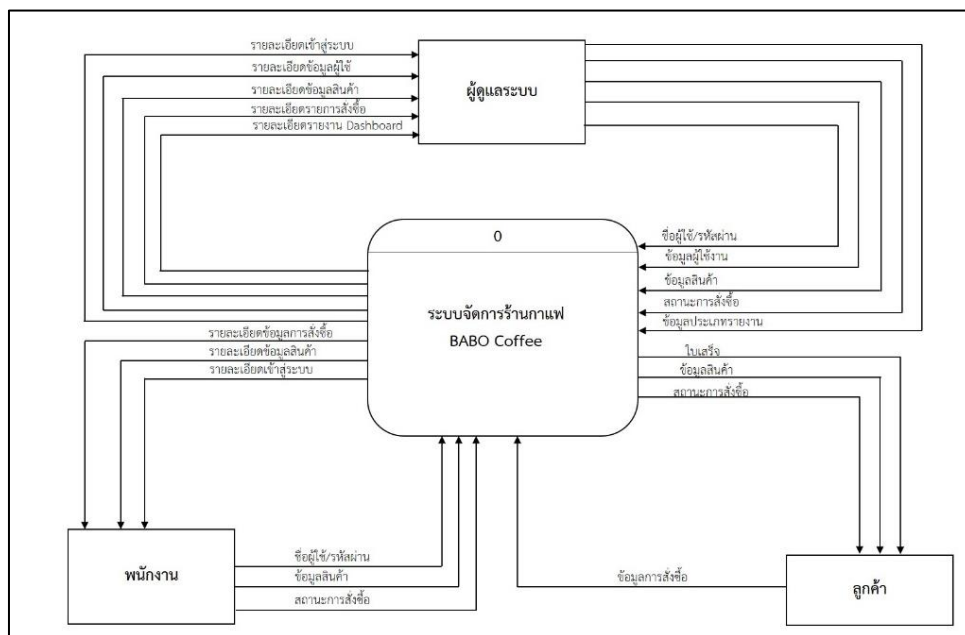 รายละเอียดเข้าสู่ระบบ
รายละเอียดข้อมูลผู้ใช้
รายละเอียดข้อมูลสินค้า
รายละเอียดรายการสั่งซื้อ
รายละเอียดรายงาน Dashboard
ผู้ดูแลระบบ
0
ระบบจัดการร้านกาแฟ
BABO Coffee
ชื่อผู้ใช้/รหัสผ่าน
ข้อมูลผู้ใช้งาน
ข้อมูลสินค้า
สถานะการสั่งซื้อ
ข้อมูลประเภทรายงาน
รายละเอียดข้อมูลการสั่งซื้อ
รายละเอียดข้อมูลสินค้า
รายละเอียดเข้าสู่ระบบ
ใบเสร็จ
ข้อมูลสินค้า
สถานะการสั่งซื้อ
พนักงาน
ชื่อผู้ใช้/รหัสผ่าน
ข้อมูลสินค้า
สถานะการสั่งซื้อ
ข้อมูลการสั่งซื้อ
ลูกค้า